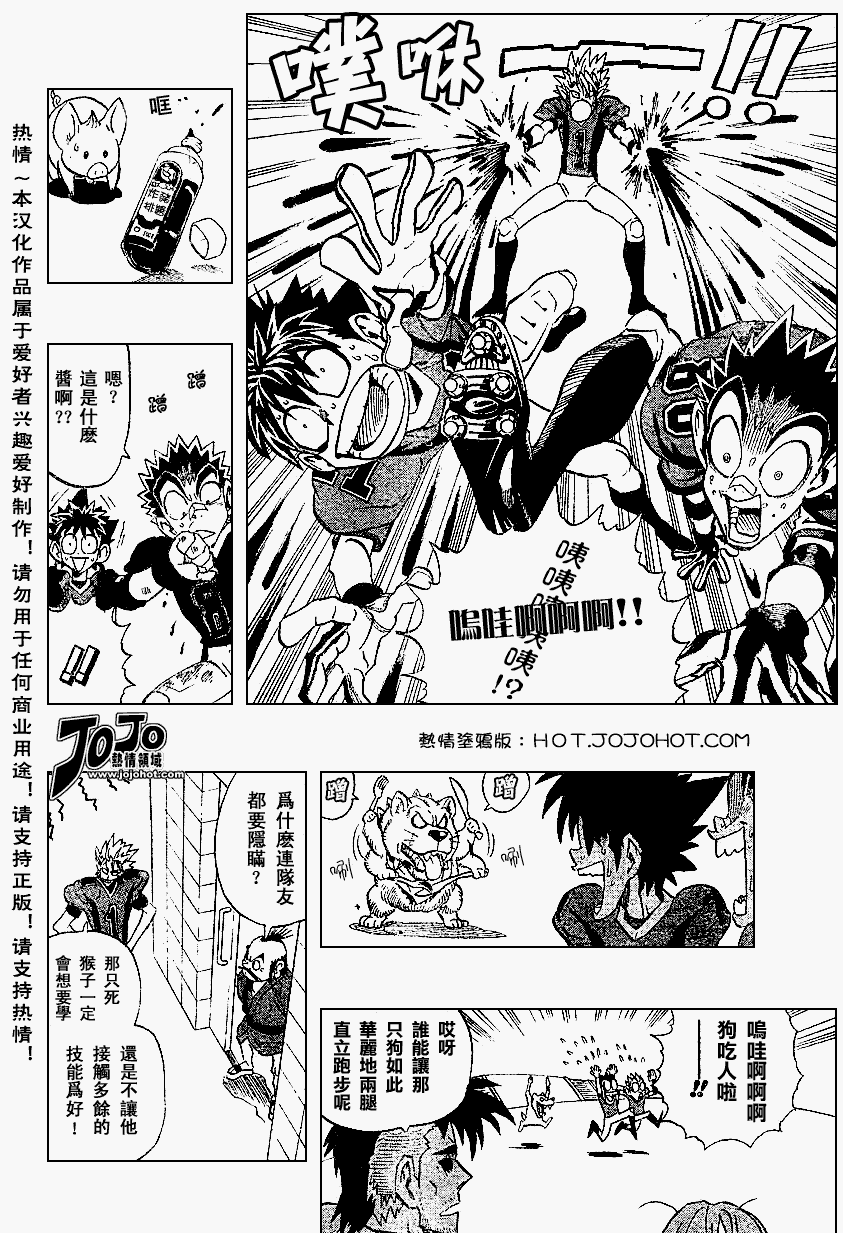 噗咻——!!
咦
咦
咦
咦
咦
!?
嗚哇啊啊啊!!
哐
嗯?
這是什麼
醬啊??
蹭
蹭
!!
熱情塗鴉版:HOT.JOJOHOT.COM
JOJO
熱情領域
www.jojohot.com
蹭
蹭
唰
唰
爲什麽連隊友
都要隱瞞?
那只死
猴子一定
會想要學
還是不讓他
接觸多餘的
技能爲好!
嗚哇啊啊啊
狗吃人啦
——!!
哎呀
誰能讓那
只狗如此
華麗地兩腿
直立跑步呢
热情~本汉化作品属于爱好者兴趣爱好制作!请勿用于任何商业用途!请支持正版!请支持热情!